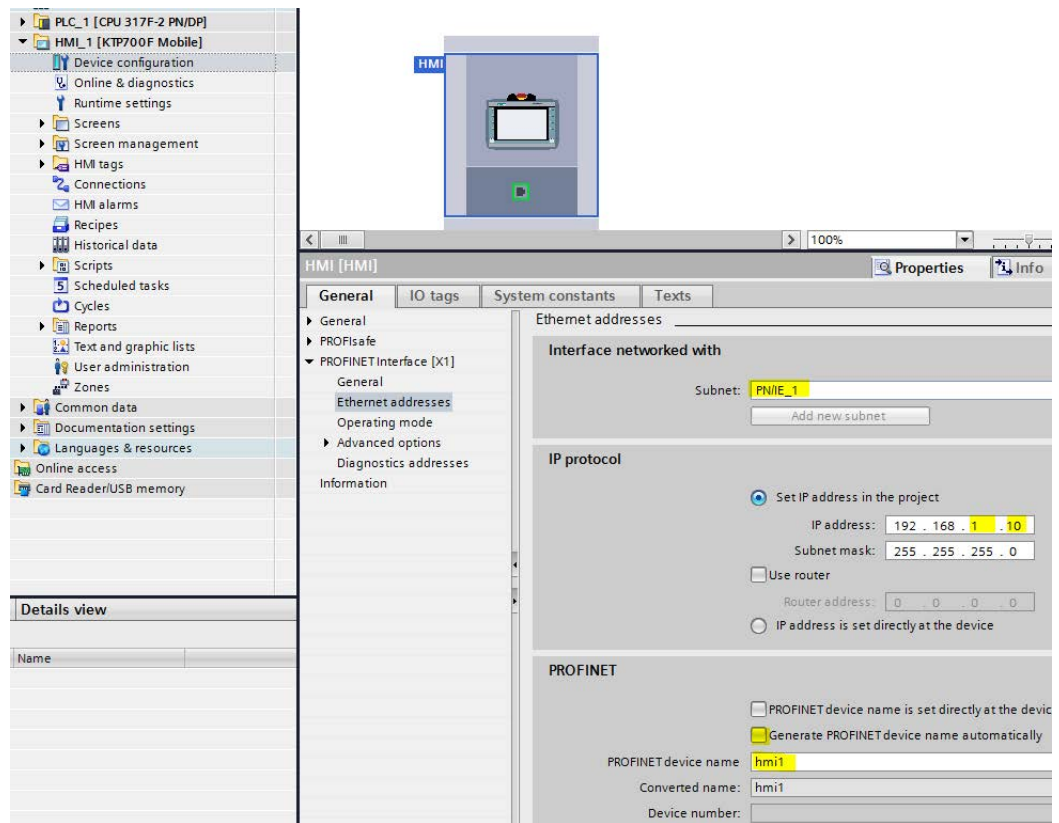 PLC_1 [CPU 317F-2 PN/DP]
HMI_1 [KTP700F Mobile]
Device configuration
Online & diagnostics
Runtime settings
Screens
Screen management
HMI tags
Connections
HMI alarms
Recipes
Historical data
Scripts
Scheduled tasks
Cycles
Reports
Text and graphic lists
User administration
Zones
Common data
Documentation settings
Languages & resources
Online access
Card Reader/USB memory
Details view
Name
HMI
100%
HMI [HMI]
Properties
Info
General IO tags System constants Texts
General
PROFIsafe
PROFINET Interface [X1]
General
Ethernet addresses
Operating mode
Advanced options
Diagnostics addresses
Information
Ethernet addresses
Interface networked with
Subnet: PN/IE_1
Add new subnet
IP protocol
Set IP address in the project
IP address: 192 . 168 . 1 . 10
Subnet mask: 255 . 255 . 255 . 0
Use router
Router address: 0 . 0 . 0 . 0
IP address is set directly at the device
PROFINET
PROFINET device name is set directly at the devic
Generate PROFINET device name automatically
PROFINET device name hmi1
Converted name: hmi1
Device number: